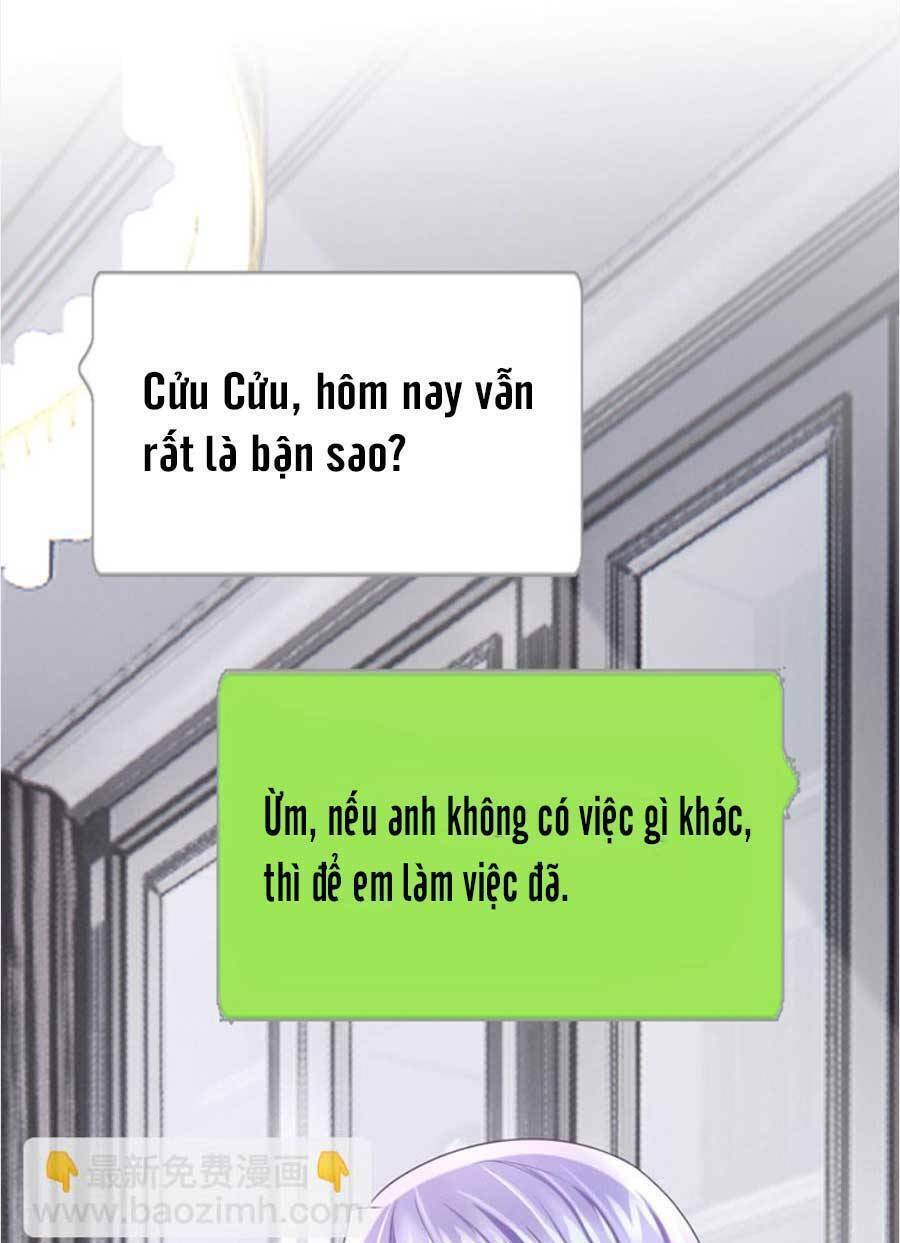 Cửu Cửu, hôm nay vẫn
rất là bận sao?
Ừm, nếu anh không có việc gì khác,
thì để em làm việc đã.
👇最新免费漫画👇
www.baozimh.com